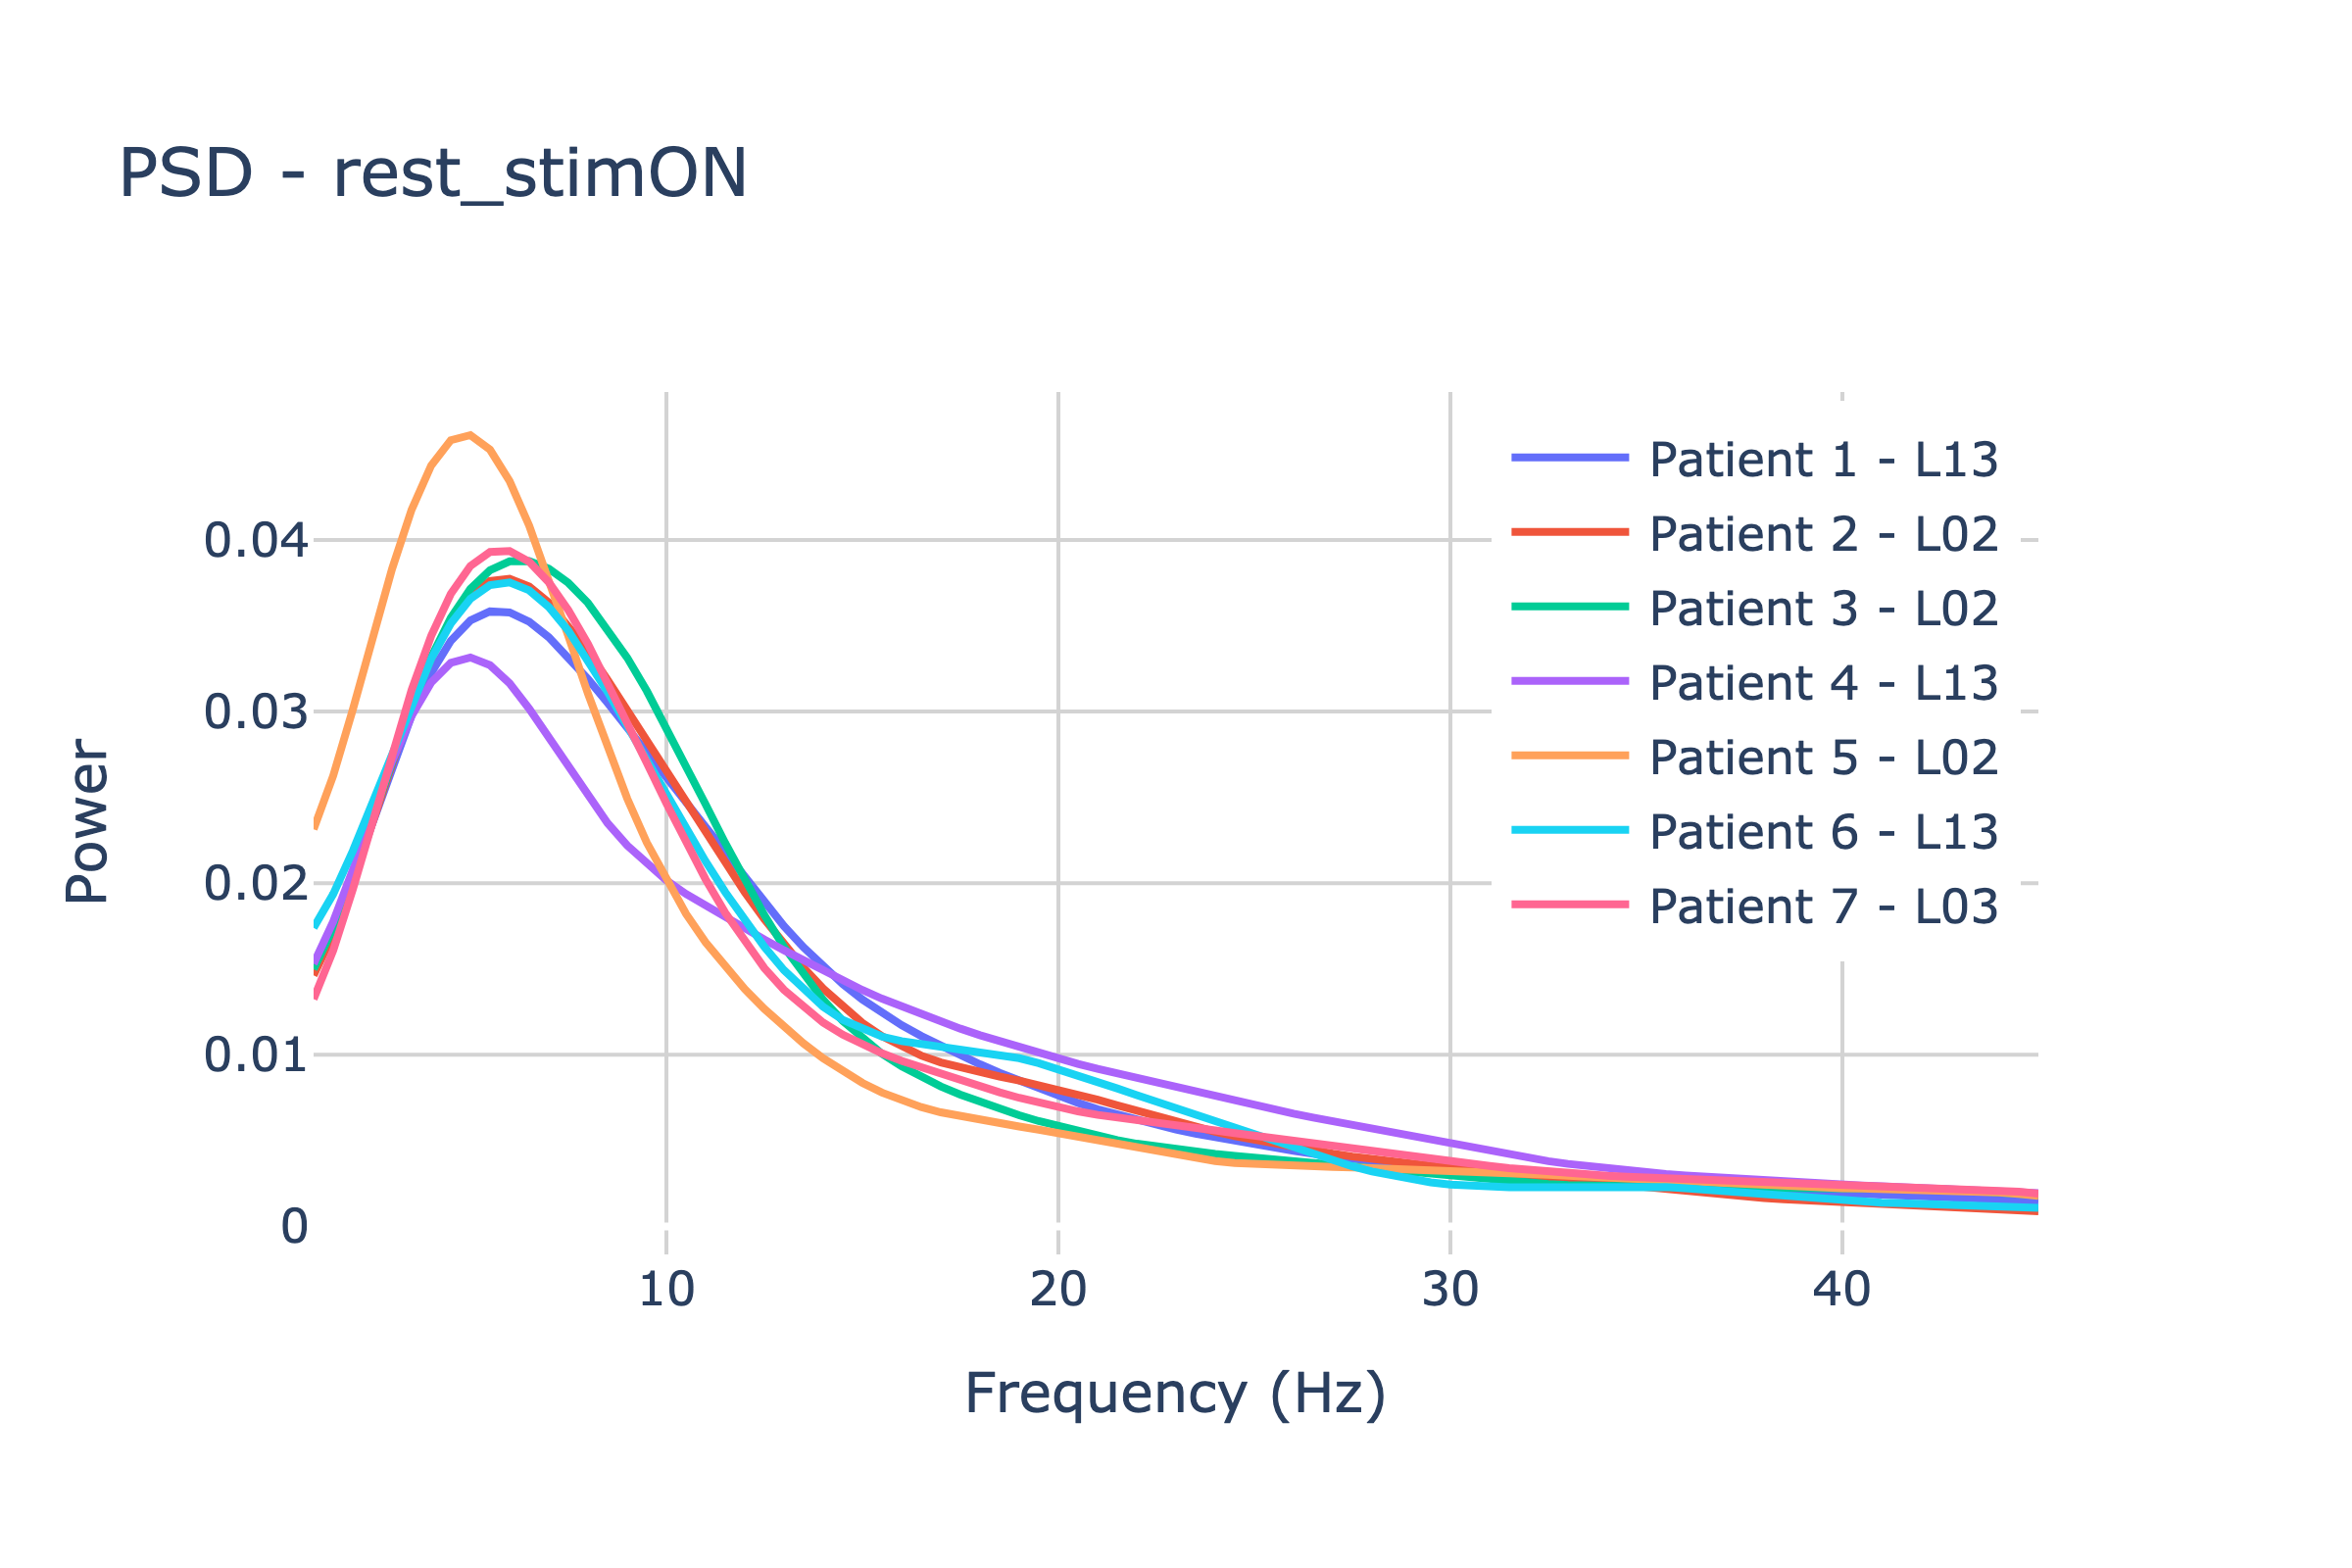 PSD - rest_stimON
Patient 1 - L13
Patient 2 - L02
Patient 3 - L02
Patient 4 - L13
Patient 5 - L02
Patient 6 - L13
Patient 7 - L03
Power
0.04
0.03
0.02
0.01
0
10 20 30 40
Frequency (Hz)